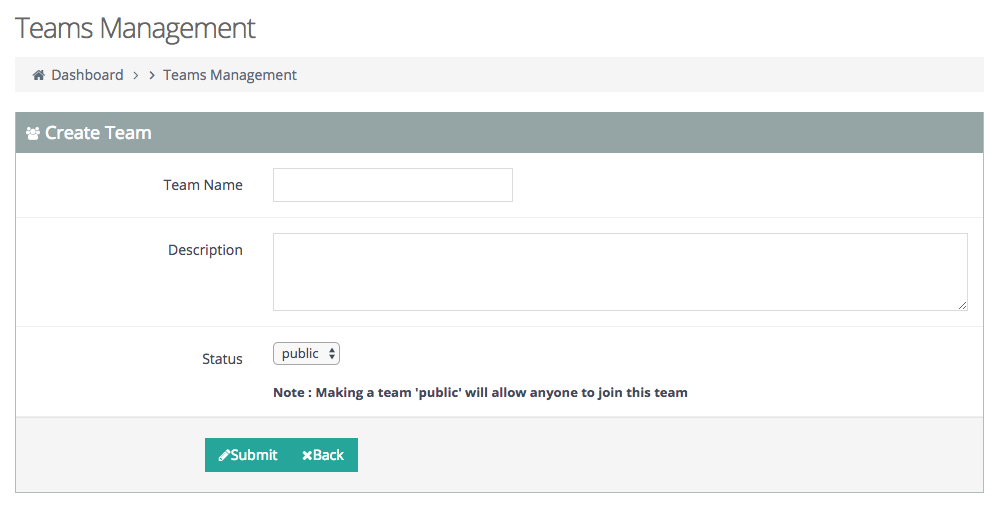 Teams Management
Dashboard > > Teams Management
Create Team
Team Name
Description
Status
public
Note : Making a team 'public' will allow anyone to join this team
Submit Back